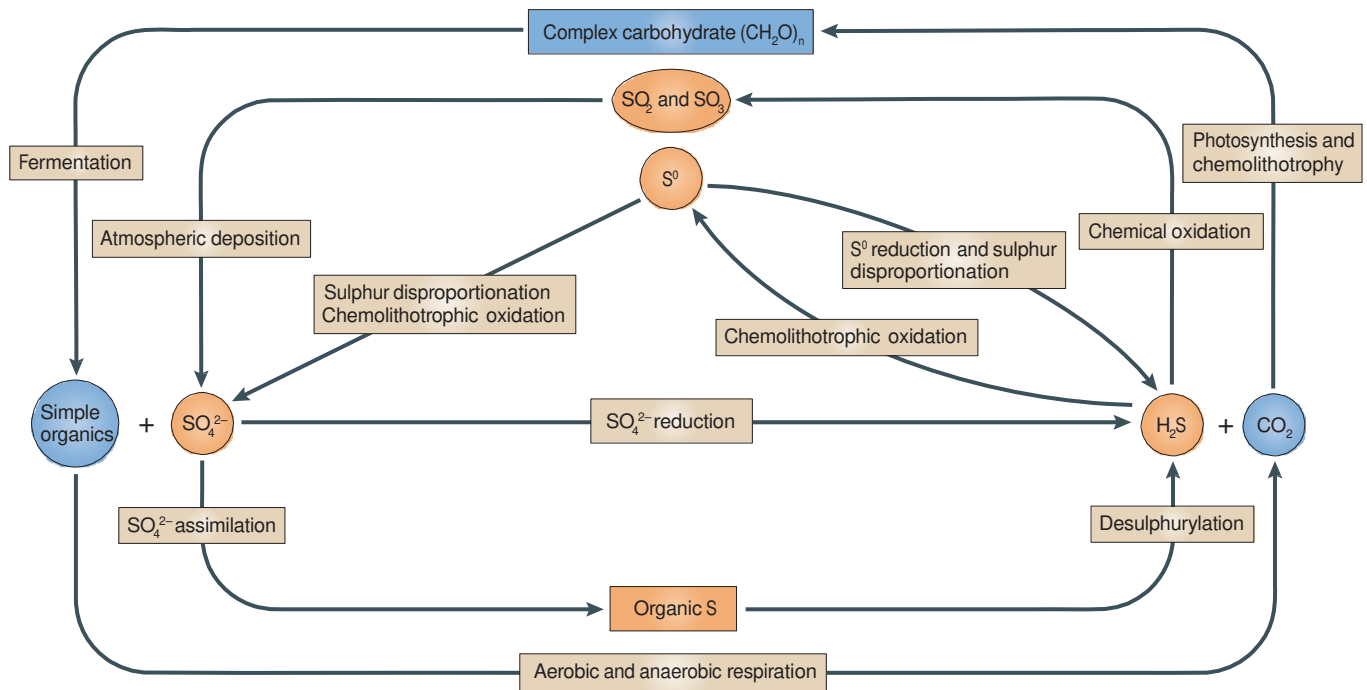 Complex carbohydrate (CH₂O)ₙ
SO₂ and SO₃
S⁰
Fermentation
Photosynthesis and
chemolithotrophy
Atmospheric deposition
Chemical oxidation
S⁰ reduction and sulphur
disproportionation
Sulphur disproportionation
Chemolithotrophic oxidation
Chemolithotrophic oxidation
Simple
organics
+
SO₄²⁻
SO₄²⁻ reduction
H₂S
+
CO₂
SO₄²⁻ assimilation
Desulphurylation
Organic S
Aerobic and anaerobic respiration